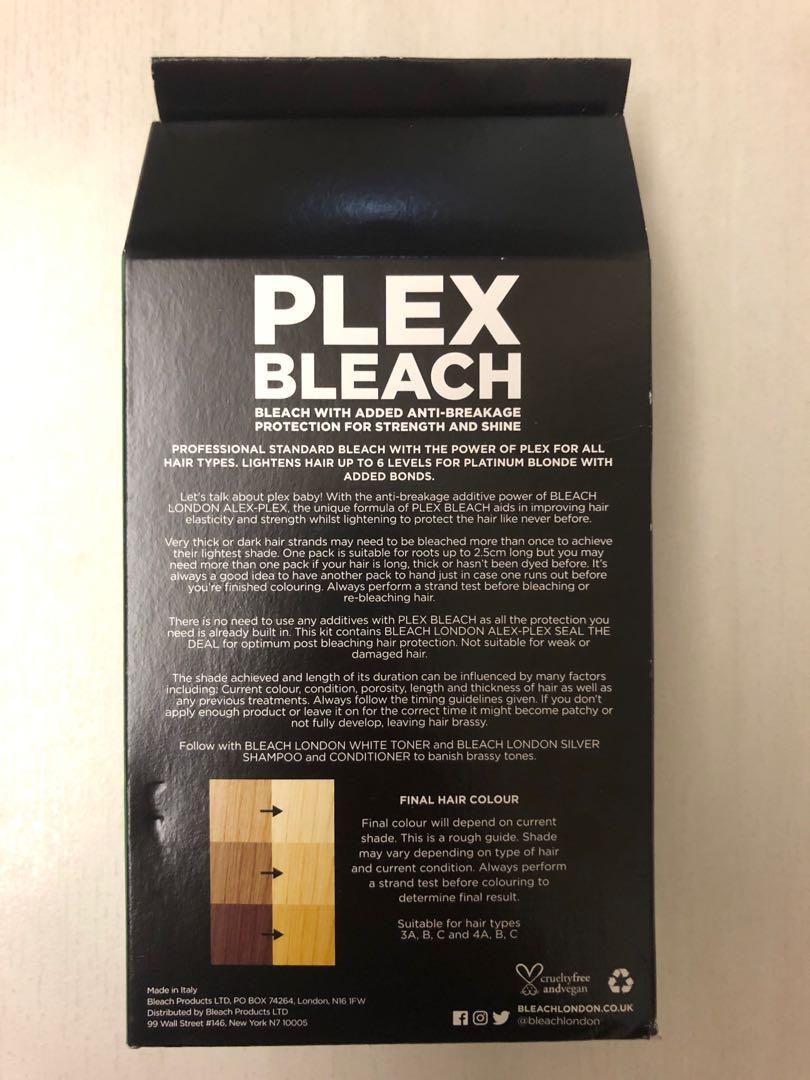 PLEX
BLEACH
BLEACH WITH ADDED ANTI-BREAKAGE
PROTECTION FOR STRENGTH AND SHINE
PROFESSIONAL STANDARD BLEACH WITH THE POWER OF PLEX FOR ALL
HAIR TYPES. LIGHTENS HAIR UP TO 6 LEVELS FOR PLATINUM BLONDE WITH
ADDED BONDS.
Let's talk about plex baby! With the anti-breakage additive power of BLEACH
LONDON ALEX-PLEX, the unique formula of PLEX BLEACH aids in improving hair
elasticity and strength whilst lightening to protect the hair like never before.
Very thick or dark hair strands may need to be bleached more than once to achieve
their lightest shade. One pack is suitable for roots up to 2.5cm long but you may
need more than one pack if your hair is long, thick or hasn't been dyed before. It's
always a good idea to have another pack to hand just in case one runs out before
you're finished colouring. Always perform a strand test before bleaching or
re-bleaching hair.
There is no need to use any additives with PLEX BLEACH as all the protection you
need is already built in. This kit contains BLEACH LONDON ALEX-PLEX SEAL THE
DEAL for optimum post bleaching hair protection. Not suitable for weak or
damaged hair.
The shade achieved and length of its duration can be influenced by many factors
including: Current colour, condition, porosity, length and thickness of hair as well as
any previous treatments. Always follow the timing guidelines given. If you don't
apply enough product or leave it on for the correct time it might become patchy or
not fully develop, leaving hair brassy.
Follow with BLEACH LONDON WHITE TONER and BLEACH LONDON SILVER
SHAMPOO and CONDITIONER to banish brassy tones.
FINAL HAIR COLOUR
Final colour will depend on current
shade. This is a rough guide. Shade
may vary depending on type of hair
and current condition. Always perform
a strand test before colouring to
determine final result.
Suitable for hair types
3A, B, C and 4A, B, C
crueltyfree
andvegan
Made in Italy
Bleach Products LTD, PO BOX 74264, London, N16 1FW
Distributed by Bleach Products LTD
99 Wall Street #146, New York N7 10005
BLEACHLONDON.CO.UK
@bleachlondon